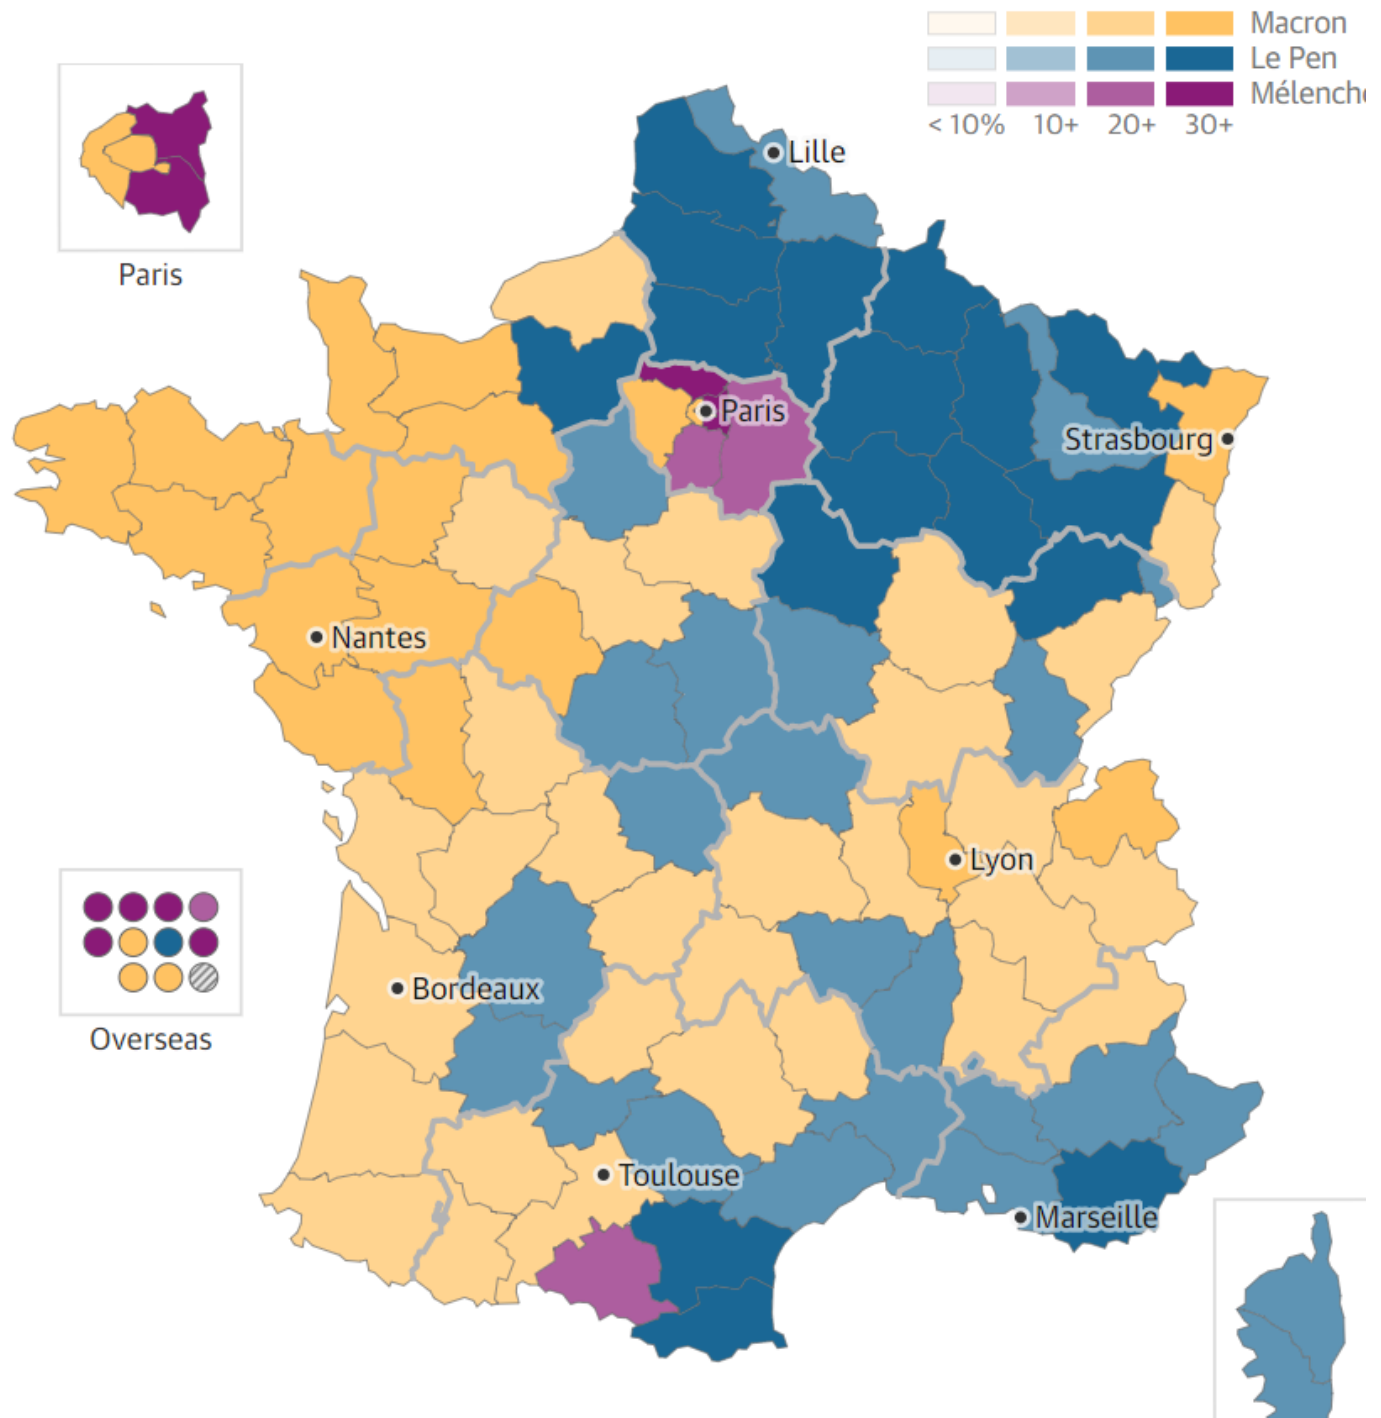 Macron
Le Pen
Mélench
< 10% 10+ 20+ 30+
Paris
Lille
Paris
Strasbourg
Nantes
Lyon
Bordeaux
Overseas
Toulouse
Marseille